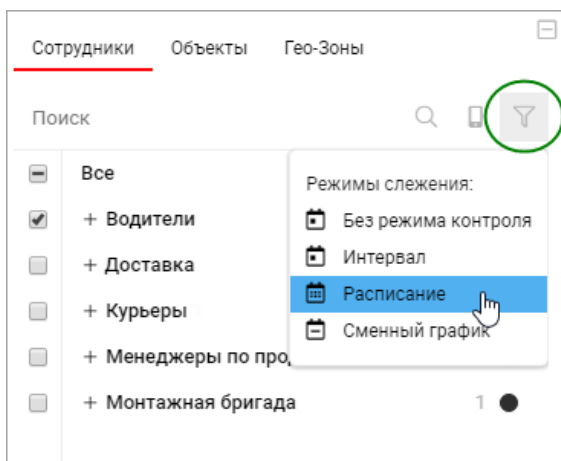 Сотрудники Объекты Гео-Зоны
Поиск
Все
Режимы слежения:
+ Водители
Без режима контроля
+ Доставка
Интервал
Расписание
+ Курьеры
Сменный график
+ Менеджеры по про
+ Монтажная бригада 1